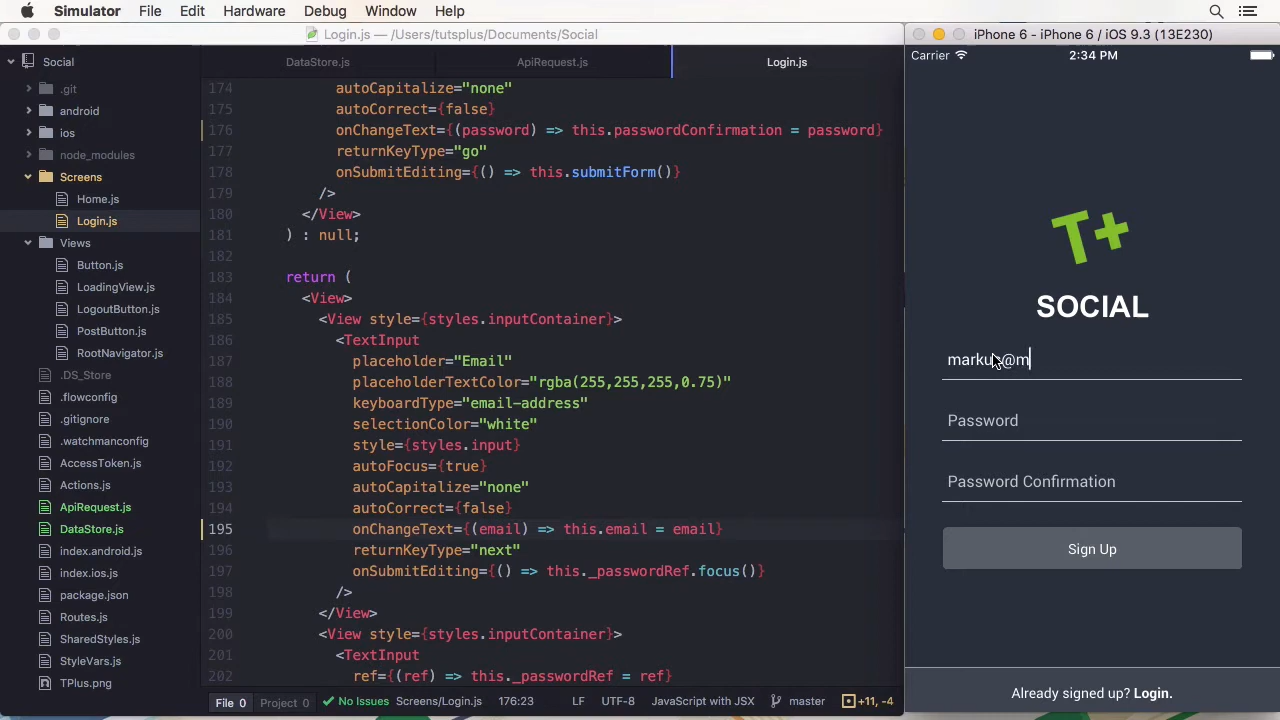 Simulator File Edit Hardware Debug Window Help
Login.js — /Users/tutsplus/Documents/Social
iPhone 6 - iPhone 6 / iOS 9.3 (13E230)
Social
.git
android
ios
node_modules
Screens
Home.js
Login.js
Views
Button.js
LoadingView.js
LogoutButton.js
PostButton.js
RootNavigator.js
.DS_Store
.flowconfig
.gitignore
.watchmanconfig
AccessToken.js
Actions.js
ApiRequest.js
DataStore.js
index.android.js
index.ios.js
package.json
Routes.js
SharedStyles.js
StyleVars.js
TPlus.png
DataStore.js ApiRequest.js Login.js
174 autoCapitalize="none"
175 autoCorrect={false}
176 onChangeText={(password) => this.passwordConfirmation = password}
177 returnKeyType="go"
178 onSubmitEditing={() => this.submitForm()}
179 />
180 </View>
181 ) : null;
182
183 return (
184 <View>
185 <View style={styles.inputContainer}>
186 <TextInput
187 placeholder="Email"
188 placeholderTextColor="rgba(255,255,255,0.75)"
189 keyboardType="email-address"
190 selectionColor="white"
191 style={styles.input}
192 autoFocus={true}
193 autoCapitalize="none"
194 autoCorrect={false}
195 onChangeText={(email) => this.email = email}
196 returnKeyType="next"
197 onSubmitEditing={() => this._passwordRef.focus()}
198 />
199 </View>
200 <View style={styles.inputContainer}>
201 <TextInput
202 ref={(ref) => this._passwordRef = ref}
File 0 Project 0 No Issues Screens/Login.js 176:23 LF UTF-8 JavaScript with JSX master +11, -4
Carrier 2:34 PM
T+
SOCIAL
markus@m
Password
Password Confirmation
Sign Up
Already signed up? Login.